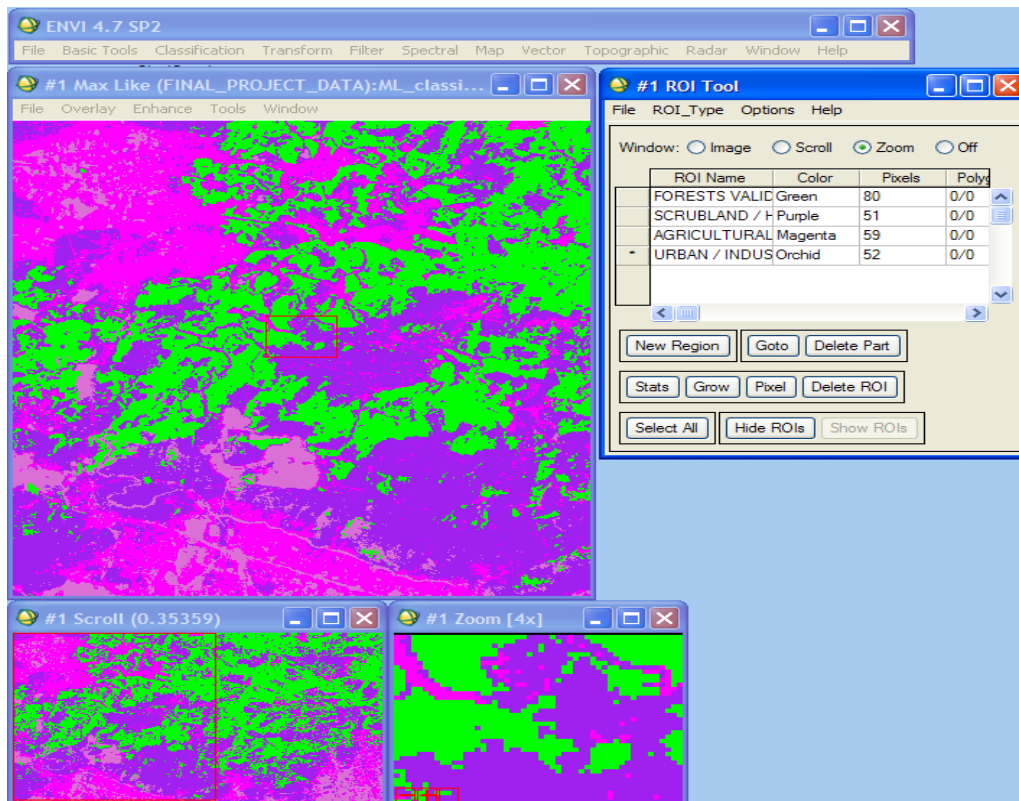 ENVI 4.7 SP2
File Basic Tools Classification Transform Filter Spectral Map Vector Topographic Radar Window Help
#1 Max Like (FINAL_PROJECT_DATA):ML_classi...
File Overlay Enhance Tools Window
#1 ROI Tool
File ROI_Type Options Help
Window: Image Scroll Zoom Off
ROI Name Color Pixels Polyg
FORESTS VALID Green 80 0/0
SCRUBLAND / H Purple 51 0/0
AGRICULTURAL Magenta 59 0/0
* URBAN / INDUS Orchid 52 0/0
New Region Goto Delete Part
Stats Grow Pixel Delete ROI
Select All Hide ROIs Show ROIs
#1 Scroll (0.35359)
#1 Zoom [4x]